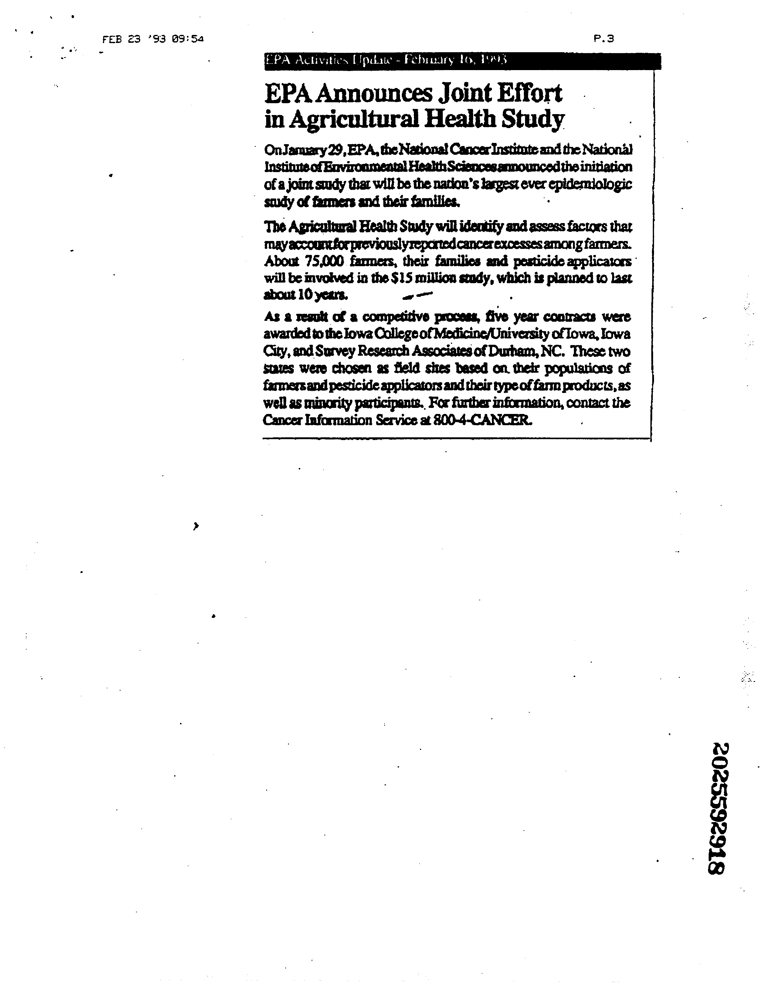 FEB 23 '93 09:54 P.3
EPA Activities Update - February 16, 1993
EPA Announces Joint Effort
in Agricultural Health Study
On January 29, EPA, the National Cancer Institute and the National
Institute of Environmental Health Sciences announced the initiation
of a joint study that will be the nation's largest ever epidemiologic
study of farmers and their families.
The Agricultural Health Study will identify and assess factors that
may account for previously reported cancer excesses among farmers.
About 75,000 farmers, their families and pesticide applicators
will be involved in the $15 million study, which is planned to last
about 10 years.
As a result of a competitive process, five year contracts were
awarded to the Iowa College of Medicine/University of Iowa, Iowa
City, and Survey Research Associates of Durham, NC. These two
states were chosen as field sites based on their populations of
farmers and pesticide applicators and their type of farm products, as
well as minority participants. For further information, contact the
Cancer Information Service at 800-4-CANCER.
2025592918